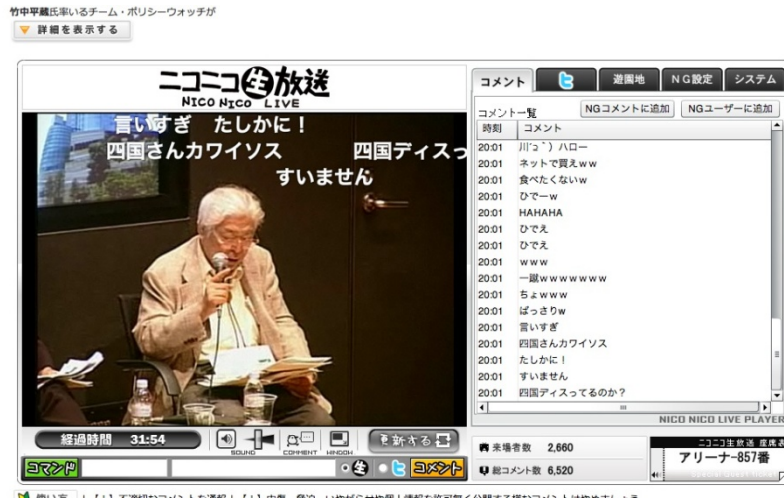 竹中平蔵氏率いるチーム・ポリシーウォッチが
詳細を表示する
ニコニコ生放送
NICO NICO LIVE
言いすぎ たしかに！
四国さんカワイソス 四国ディスっ
すいません
経過時間 31:54
SOUND COMMENT WINDOW
更新する
コマンド 生 コメント
コメント 遊園地 NG設定 システム
コメント一覧 NGコメントに追加 NGユーザーに追加
時刻 コメント
20:01 川´ｭ`）ハロー
20:01 ネットで買えｗｗ
20:01 食べたくないｗ
20:01 ひでーｗ
20:01 HAHAHA
20:01 ひでえ
20:01 ひでえ
20:01 ｗｗｗ
20:01 一蹴ｗｗｗｗｗｗｗ
20:01 ちょｗｗｗ
20:01 ばっさりw
20:01 言いすぎ
20:01 四国さんカワイソス
20:01 たしかに！
20:01 すいません
20:01 四国ディスってるのか？
NICO NICO LIVE PLAYER
来場者数 2,660
総コメント数 6,520
ニコニコ生放送 座席表
アリーナ-857番